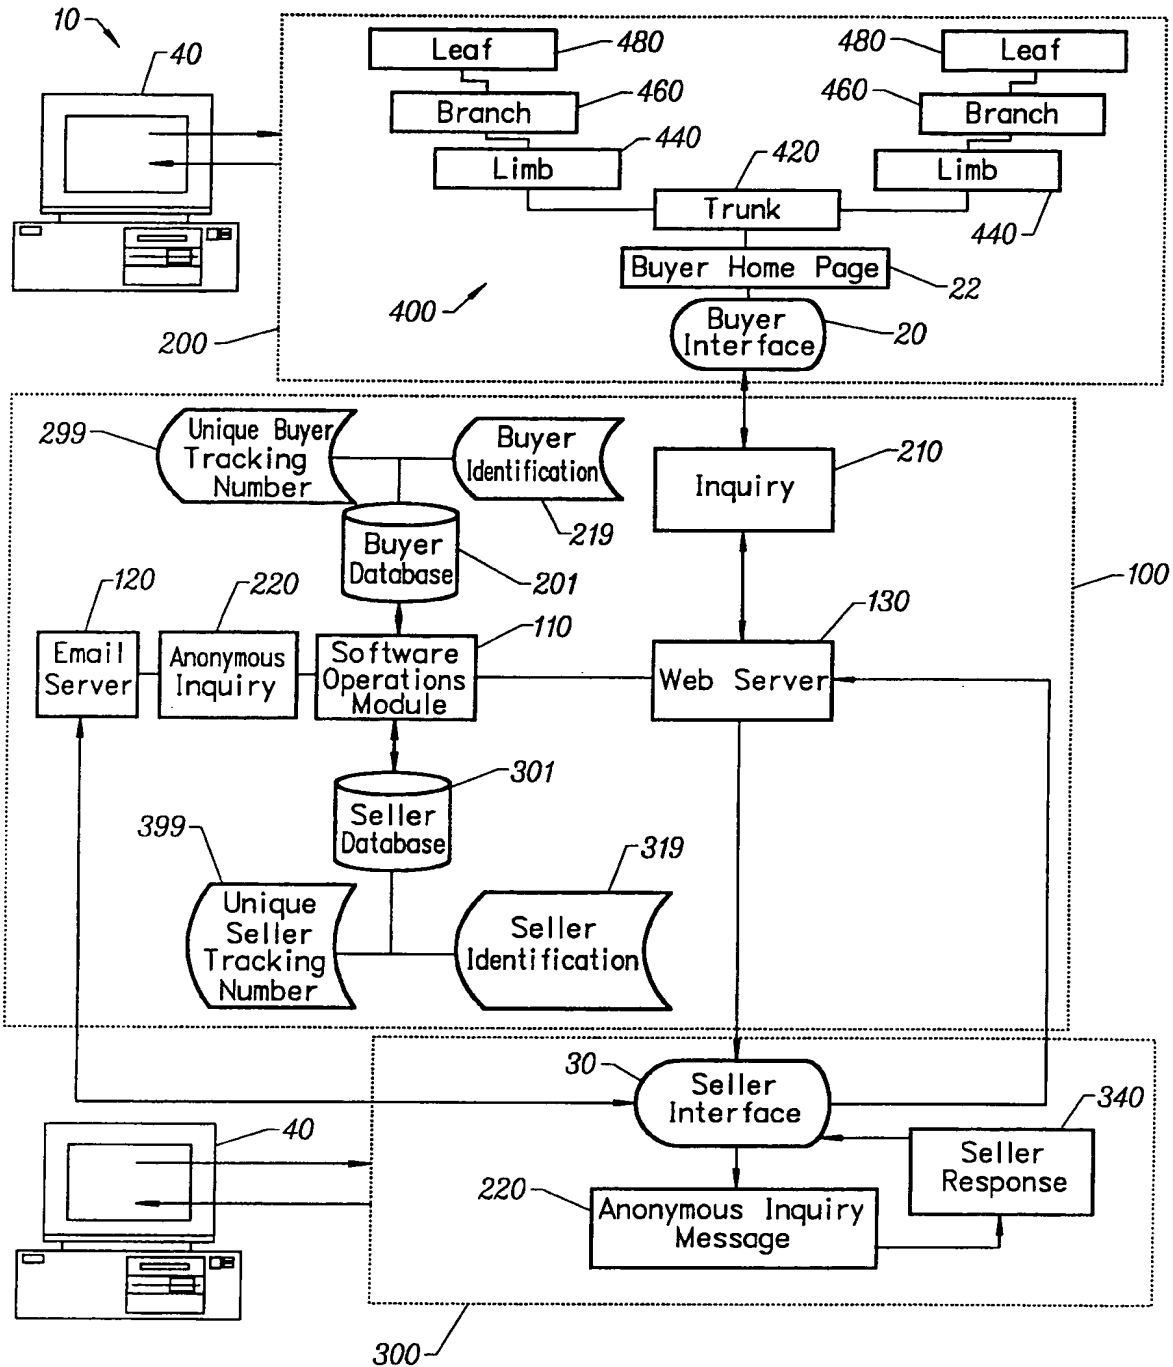 10
40
Leaf
480
480
Leaf
Branch
460
460
Branch
Limb
440
420
Limb
Trunk
440
Buyer Home Page
22
400
200
Buyer
Interface
20
299
Unique Buyer
Tracking
Number
Buyer
Identification
219
Inquiry
210
Buyer
Database
201
100
120
220
110
130
Email
Server
Anonymous
Inquiry
Software
Operations
Module
Web Server
301
Seller
Database
399
319
Unique
Seller
Tracking
Number
Seller
Identification
30
Seller
Interface
340
40
Seller
Response
220
Anonymous Inquiry
Message
300